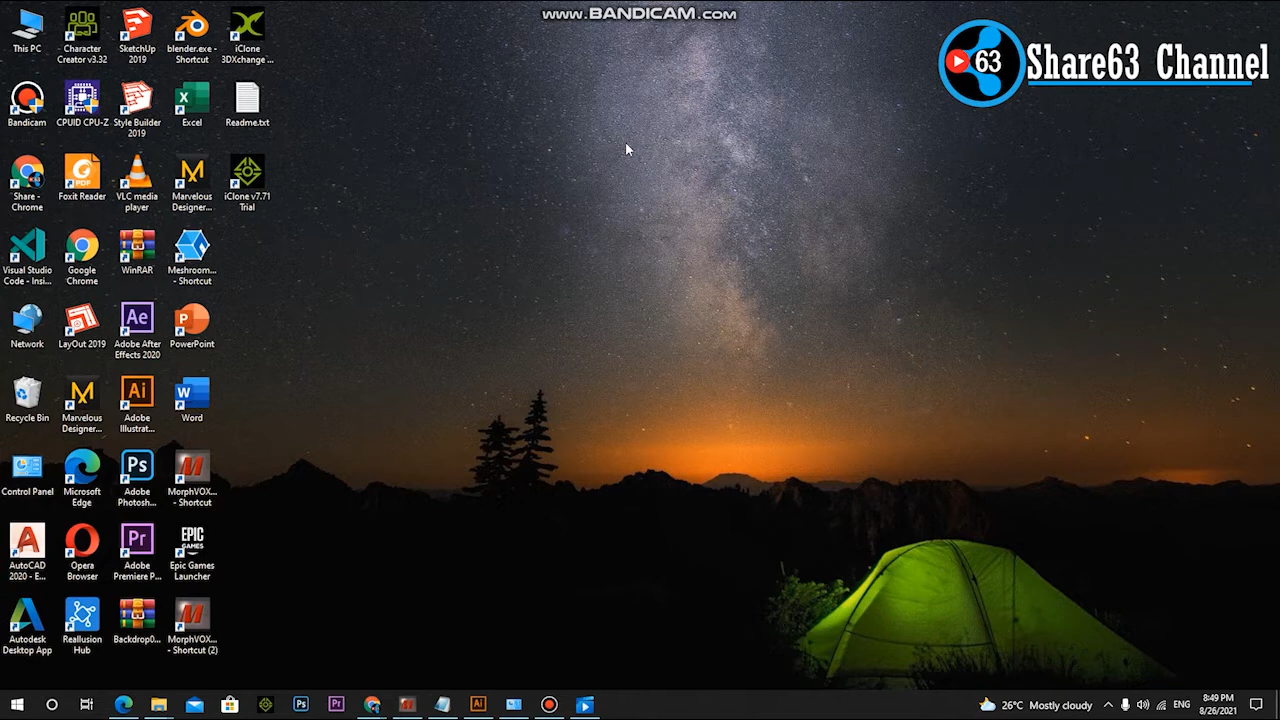 www.BANDICAM.com
63
Share63 Channel
This PC
Character
Creator v3.32
SketchUp
2019
blender.exe -
Shortcut
iClone
3DXchange ...
Bandicam
CPUID CPU-Z
Style Builder
2019
Excel
Readme.txt
Share -
Chrome
Foxit Reader
VLC media
player
Marvelous
Designer...
iClone v7.71
Trial
Visual Studio
Code - Insi...
Google
Chrome
WinRAR
Meshroom...
- Shortcut
Network
LayOut 2019
Adobe After
Effects 2020
PowerPoint
Recycle Bin
Marvelous
Designer...
Adobe
Illustrat...
Word
Control Panel
Microsoft
Edge
Adobe
Photosh...
MorphVOX...
- Shortcut
AutoCAD
2020 - E...
Opera
Browser
Adobe
Premiere P...
EPIC
GAMES
Epic Games
Launcher
Autodesk
Desktop App
Reallusion
Hub
Backdrop0...
MorphVOX...
- Shortcut (2)
26°C Mostly cloudy
ENG
8:49 PM
8/26/2021